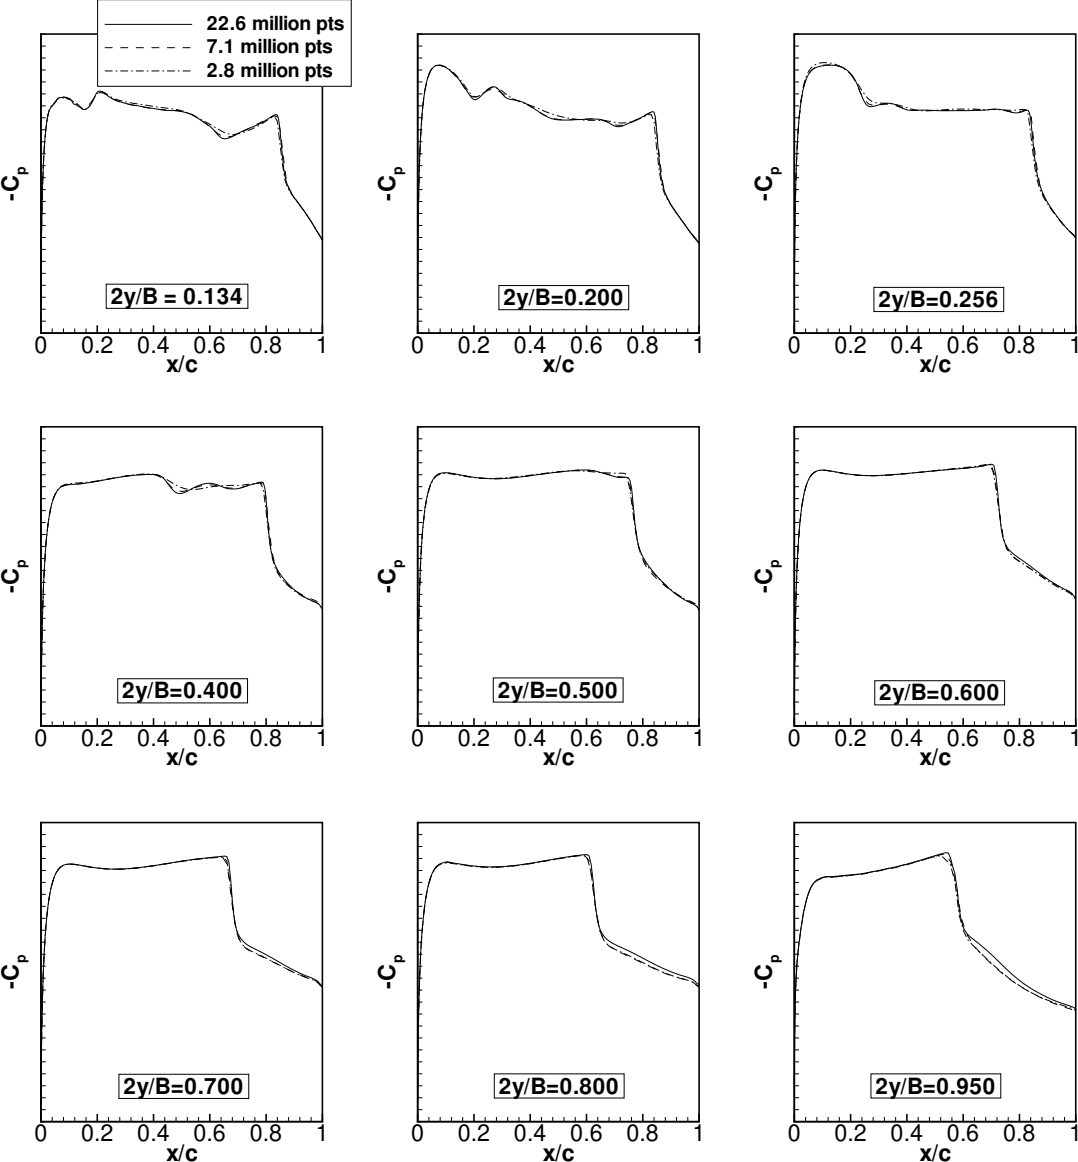 22.6 million pts
7.1 million pts
2.8 million pts
-Cp
2y/B = 0.134
0 0.2 0.4 0.6 0.8 1
x/c
-Cp
2y/B=0.200
0 0.2 0.4 0.6 0.8 1
x/c
-Cp
2y/B=0.256
0 0.2 0.4 0.6 0.8 1
x/c
-Cp
2y/B=0.400
0 0.2 0.4 0.6 0.8 1
x/c
-Cp
2y/B=0.500
0 0.2 0.4 0.6 0.8 1
x/c
-Cp
2y/B=0.600
0 0.2 0.4 0.6 0.8 1
x/c
-Cp
2y/B=0.700
0 0.2 0.4 0.6 0.8 1
x/c
-Cp
2y/B=0.800
0 0.2 0.4 0.6 0.8 1
x/c
-Cp
2y/B=0.950
0 0.2 0.4 0.6 0.8 1
x/c